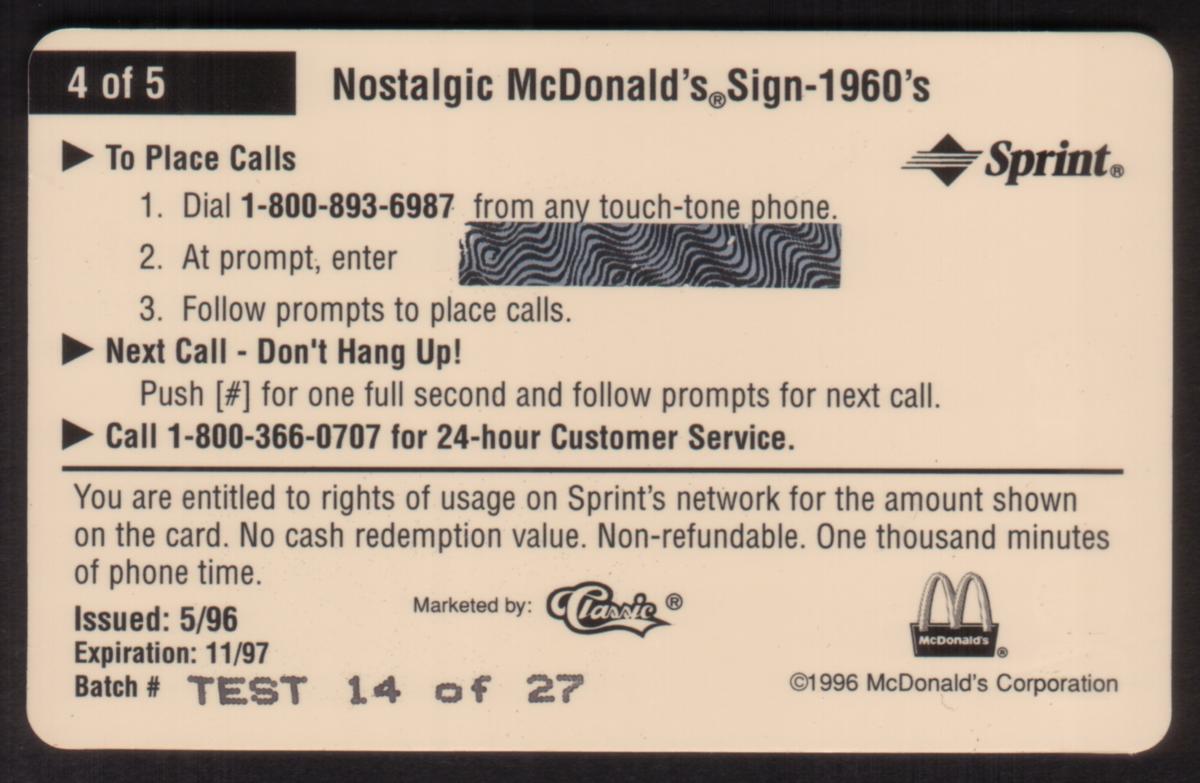 4 of 5
Nostalgic McDonald's® Sign-1960's
▶ To Place Calls
Sprint®
1. Dial 1-800-893-6987 from any touch-tone phone.
2. At prompt, enter
3. Follow prompts to place calls.
▶ Next Call - Don't Hang Up!
Push [#] for one full second and follow prompts for next call.
▶ Call 1-800-366-0707 for 24-hour Customer Service.
You are entitled to rights of usage on Sprint's network for the amount shown
on the card. No cash redemption value. Non-refundable. One thousand minutes
of phone time.
Marketed by: Classic®
McDonald's®
Issued: 5/96
Expiration: 11/97
Batch # TEST 14 of 27
©1996 McDonald's Corporation